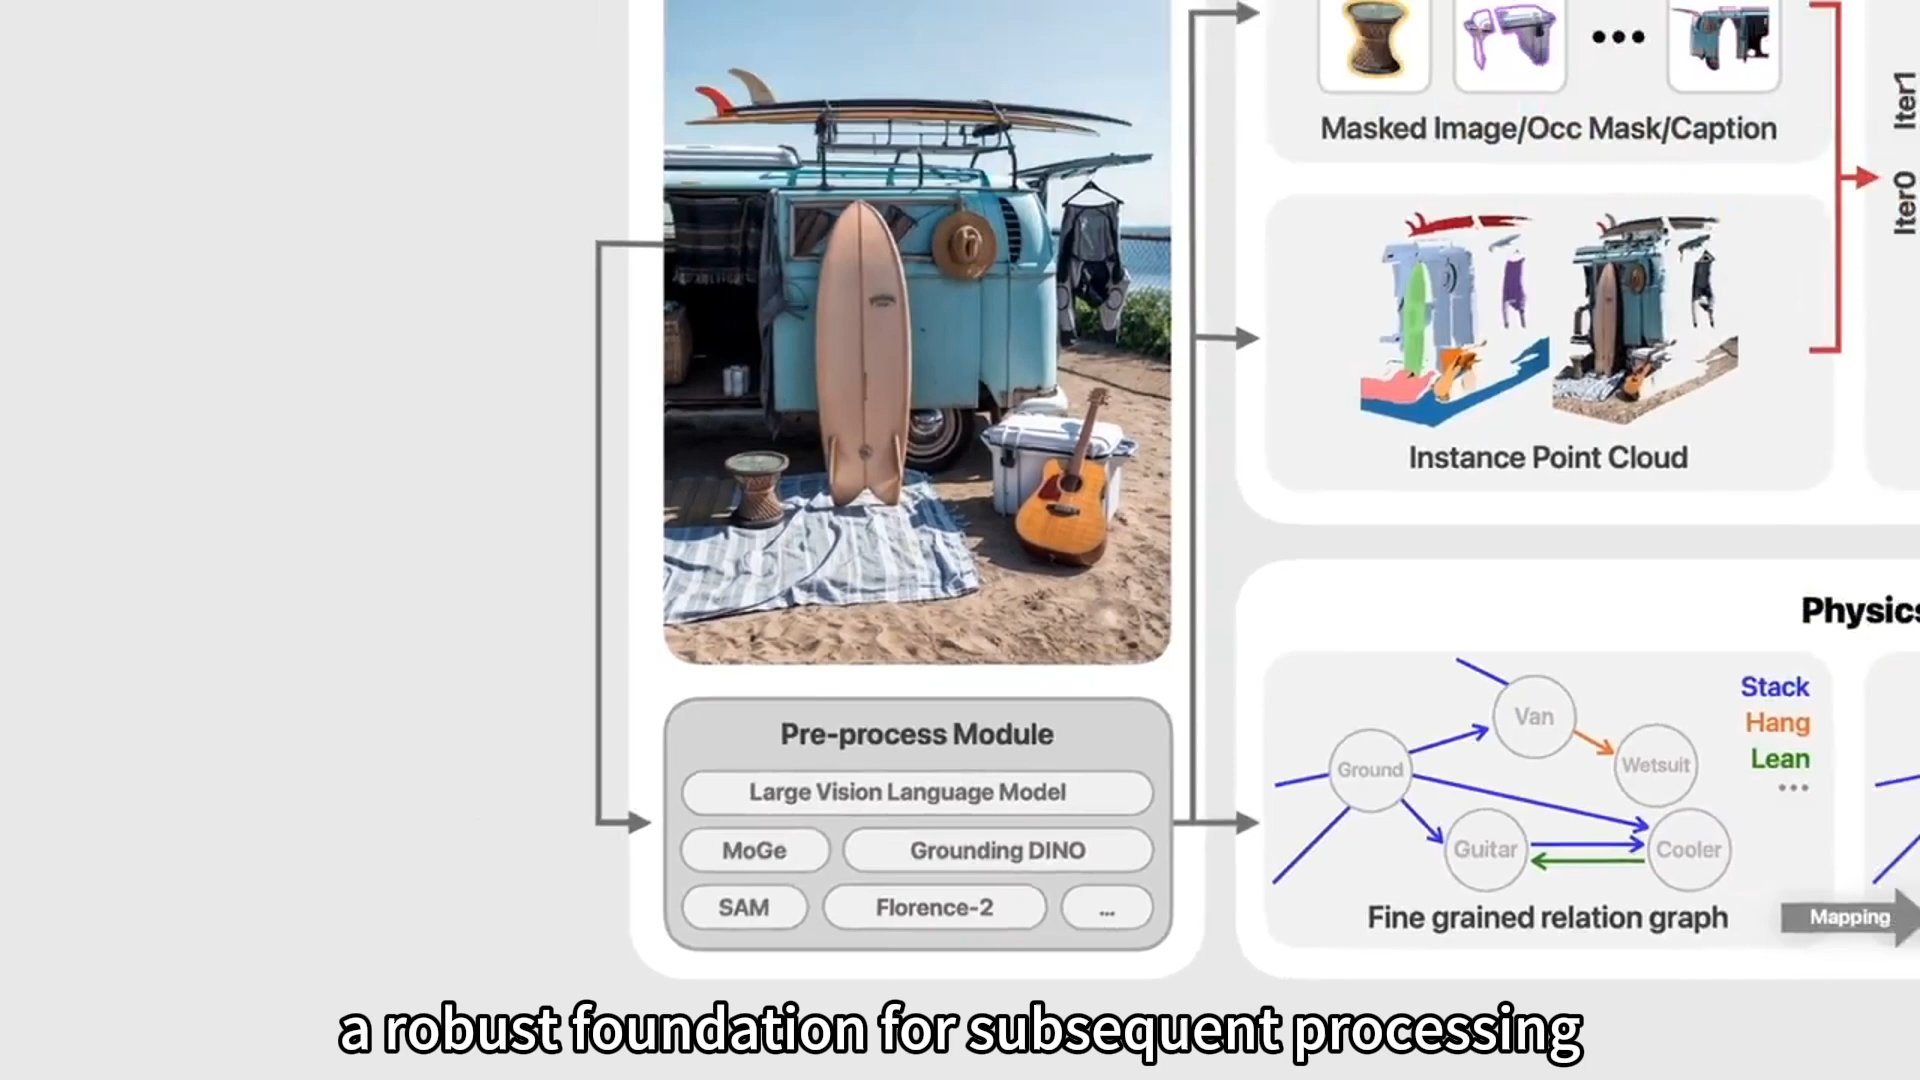 Masked Image/Occ Mask/Caption
Iter1
Iter0
Instance Point Cloud
Pre-process Module
Large Vision Language Model
MoGe
Grounding DINO
SAM
Florence-2
...
Physics
Stack
Hang
Lean
...
Van
Ground
Wetsuit
Guitar
Cooler
Fine grained relation graph
Mapping
a robust foundation for subsequent processing